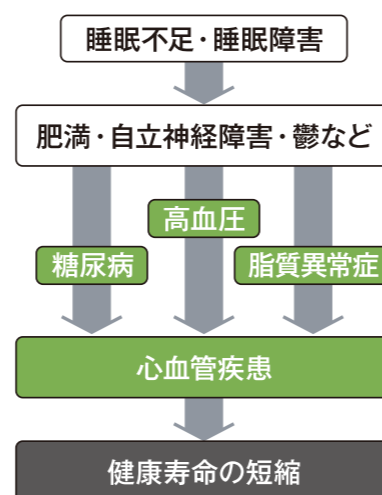 睡眠不足・睡眠障害
肥満・自立神経障害・鬱など
高血圧
糖尿病
脂質異常症
心血管疾患
健康寿命の短縮